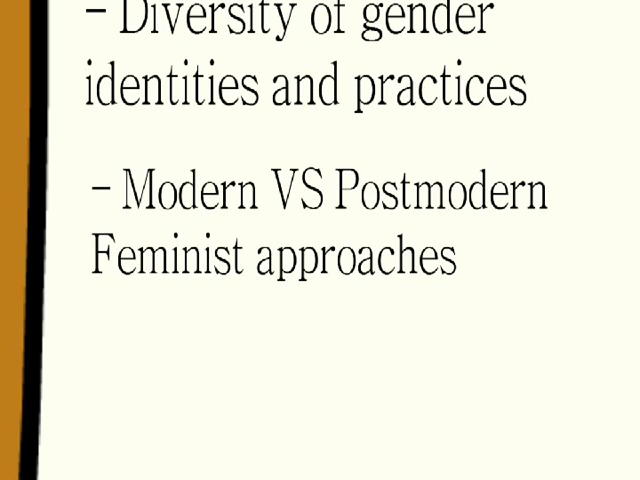 - Diversity of gender
identities and practices
- Modern VS Postmodern
Feminist approaches